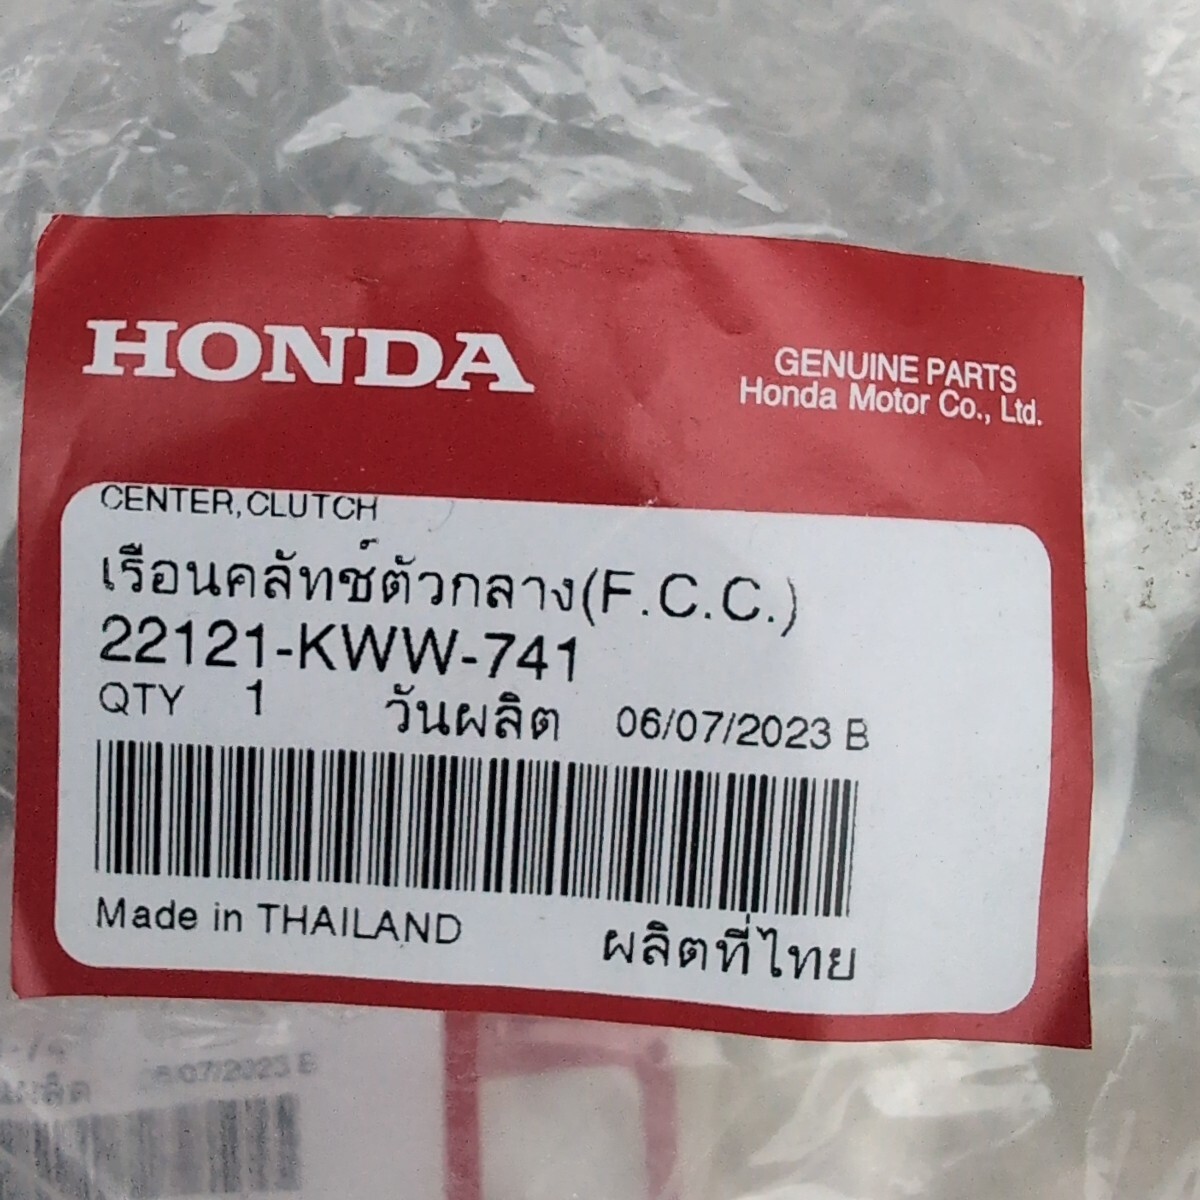 HONDA
GENUINE PARTS
Honda Motor Co., Ltd.
CENTER,CLUTCH
เรือนคลัทช์ตัวกลาง(F.C.C.)
22121-KWW-741
QTY 1 วันผลิต 06/07/2023 B
Made in THAILAND
ผลิตที่ไทย
/07/2023 B